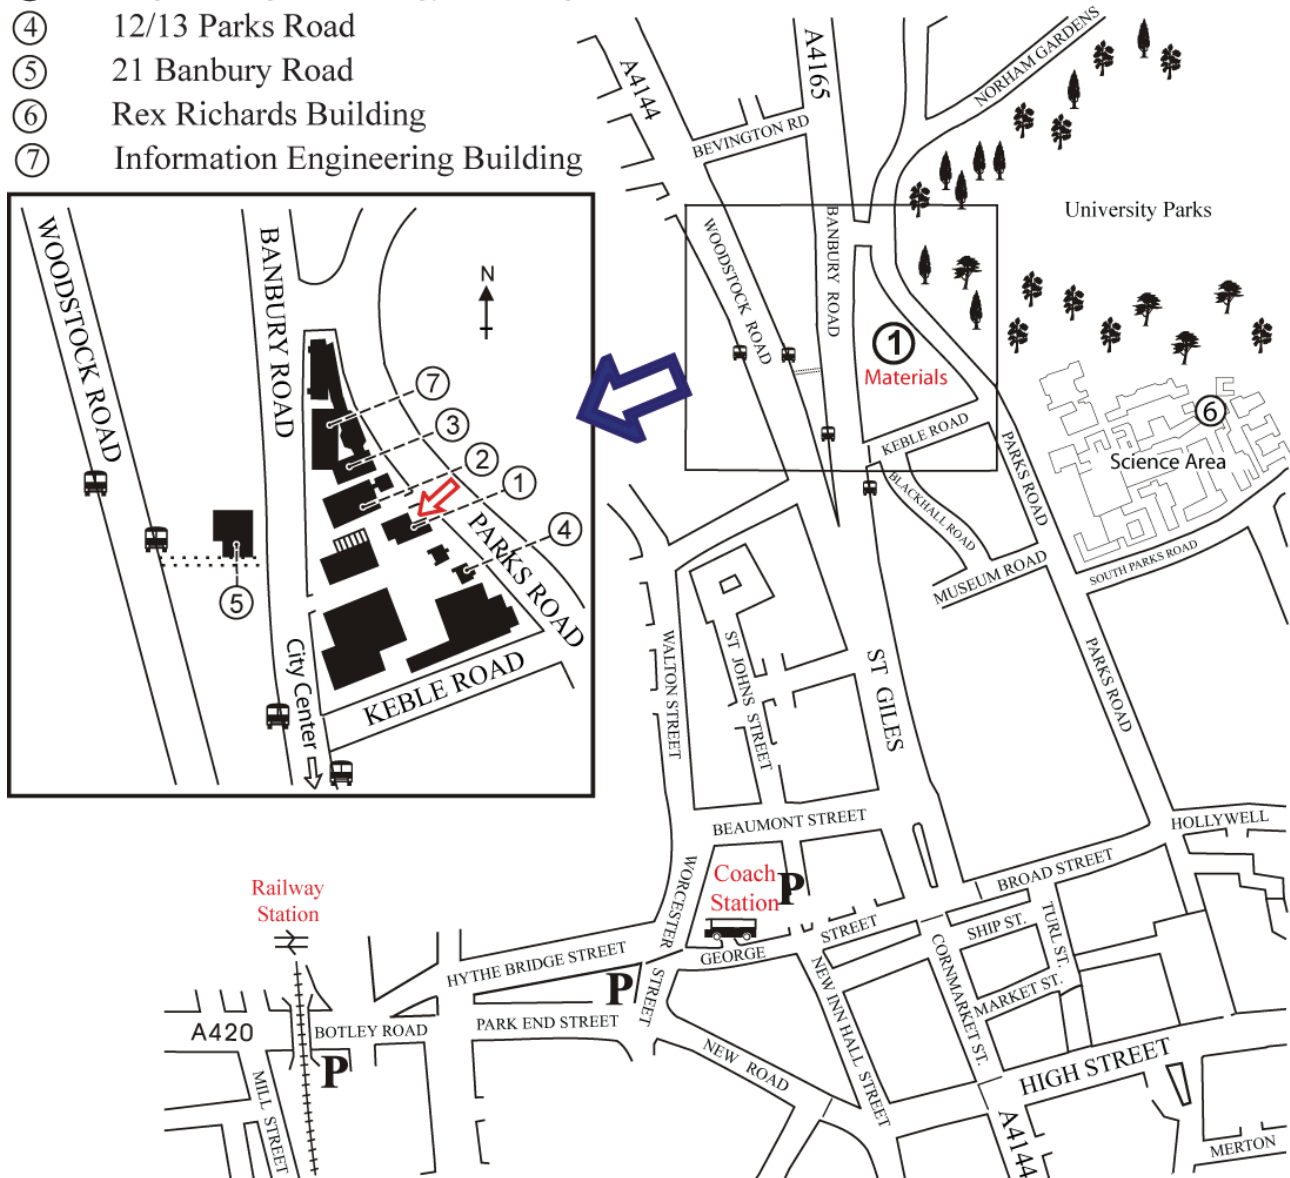 ④ 12/13 Parks Road
⑤ 21 Banbury Road
⑥ Rex Richards Building
⑦ Information Engineering Building
WOODSTOCK ROAD
BANBURY ROAD
N
7
3
2
1
4
5
PARKS ROAD
KEBLE ROAD
City Center
A4144
A4165
NORHAM GARDENS
BEVINGTON RD
University Parks
WOODSTOCK ROAD
BANBURY ROAD
1
Materials
6
Science Area
KEBLE ROAD
PARKS ROAD
BLACKHALL ROAD
MUSEUM ROAD
SOUTH PARKS ROAD
WALTON STREET
ST JOHNS STREET
ST GILES
PARKS ROAD
BEAUMONT STREET
HOLLYWELL
BROAD STREET
WORCESTER
STREET
Coach
Station
P
GEORGE
STREET
SHIP ST.
TURL ST.
MARKET ST.
CORNMARKET ST.
NEW INN HALL STREET
Railway
Station
HYTHE BRIDGE STREET
P
A420
BOTLEY ROAD
PARK END STREET
P
MILL STREET
NEW ROAD
HIGH STREET
A4144
MERTON